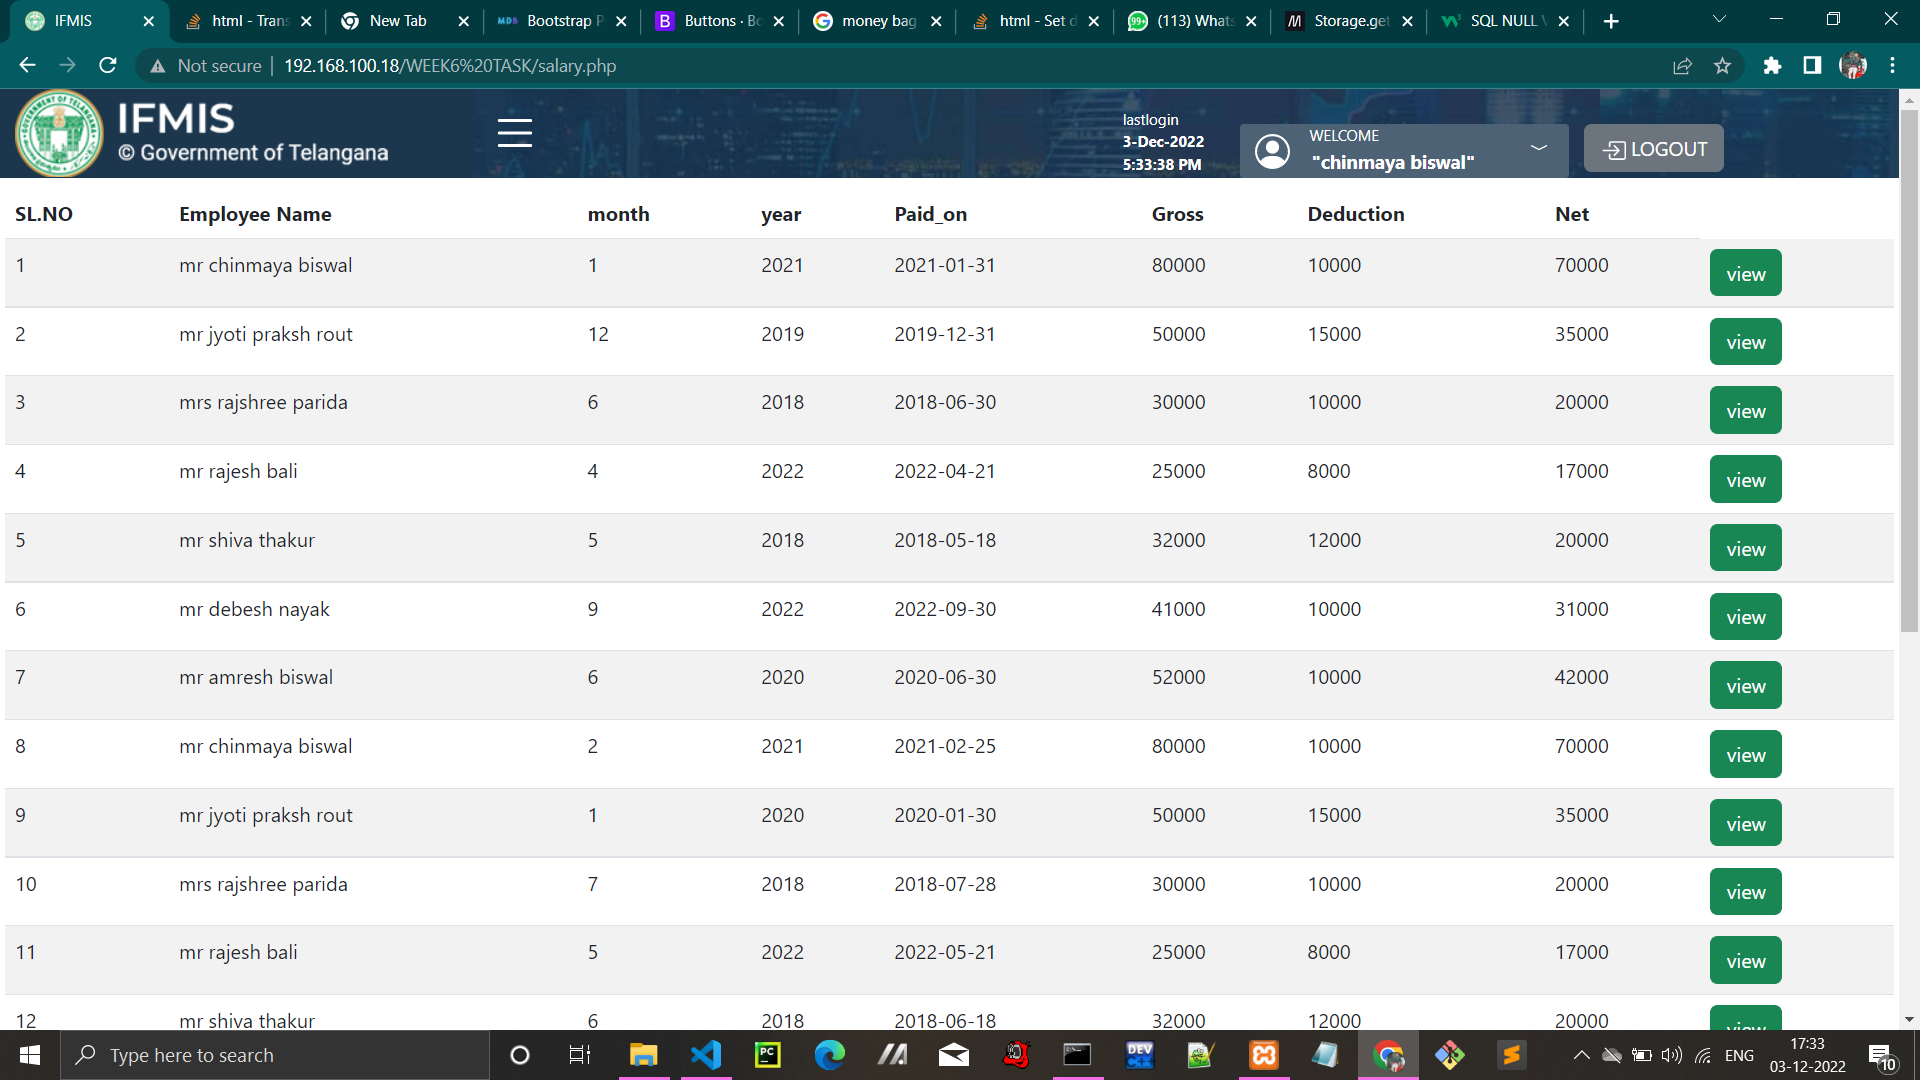 IFMIS
html - Trans
New Tab
MDB Bootstrap P
B Buttons · Bo
money bag
html - Set d
99+ (113) Whats
Storage.get
SQL NULL V
Not secure | 192.168.100.18/WEEK6%20TASK/salary.php
IFMIS
© Government of Telangana
lastlogin
3-Dec-2022
5:33:38 PM
WELCOME
"chinmaya biswal"
LOGOUT
SL.NO Employee Name month year Paid_on Gross Deduction Net
1 mr chinmaya biswal 1 2021 2021-01-31 80000 10000 70000 view
2 mr jyoti praksh rout 12 2019 2019-12-31 50000 15000 35000 view
3 mrs rajshree parida 6 2018 2018-06-30 30000 10000 20000 view
4 mr rajesh bali 4 2022 2022-04-21 25000 8000 17000 view
5 mr shiva thakur 5 2018 2018-05-18 32000 12000 20000 view
6 mr debesh nayak 9 2022 2022-09-30 41000 10000 31000 view
7 mr amresh biswal 6 2020 2020-06-30 52000 10000 42000 view
8 mr chinmaya biswal 2 2021 2021-02-25 80000 10000 70000 view
9 mr jyoti praksh rout 1 2020 2020-01-30 50000 15000 35000 view
10 mrs rajshree parida 7 2018 2018-07-28 30000 10000 20000 view
11 mr rajesh bali 5 2022 2022-05-21 25000 8000 17000 view
12 mr shiva thakur 6 2018 2018-06-18 32000 12000 20000 view
Type here to search
PC
DEV
C++
ENG
17:33
03-12-2022
10